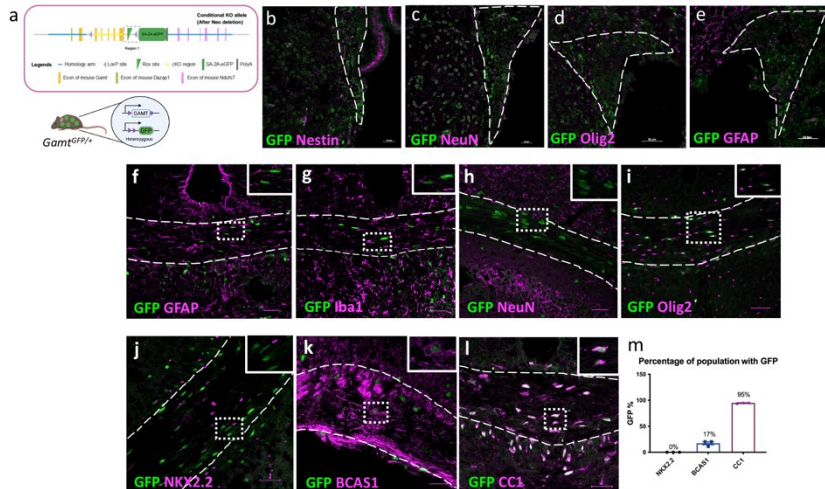 a
Conditional KO allele
(After Neo deletion)
Region 1
SA-2A-eGFP
Legends
Homology arm
LoxP site
Rox site
cKO region
SA-2A-eGFP
PolyA
Exon of mouse Gamt
Exon of mouse Dazap1
Exon of mouse Ndufs7
GAMT
GFP
Heterozygous
Gamt^GFP/+
b
GFP Nestin
c
GFP NeuN
d
GFP Olig2
e
GFP GFAP
f
GFP GFAP
g
GFP Iba1
h
GFP NeuN
i
GFP Olig2
j
GFP NKX2.2
k
GFP BCAS1
l
GFP CC1
m
Percentage of population with GFP
GFP %
150
100
50
0
0%
17%
95%
NKX2.2
BCAS1
CC1